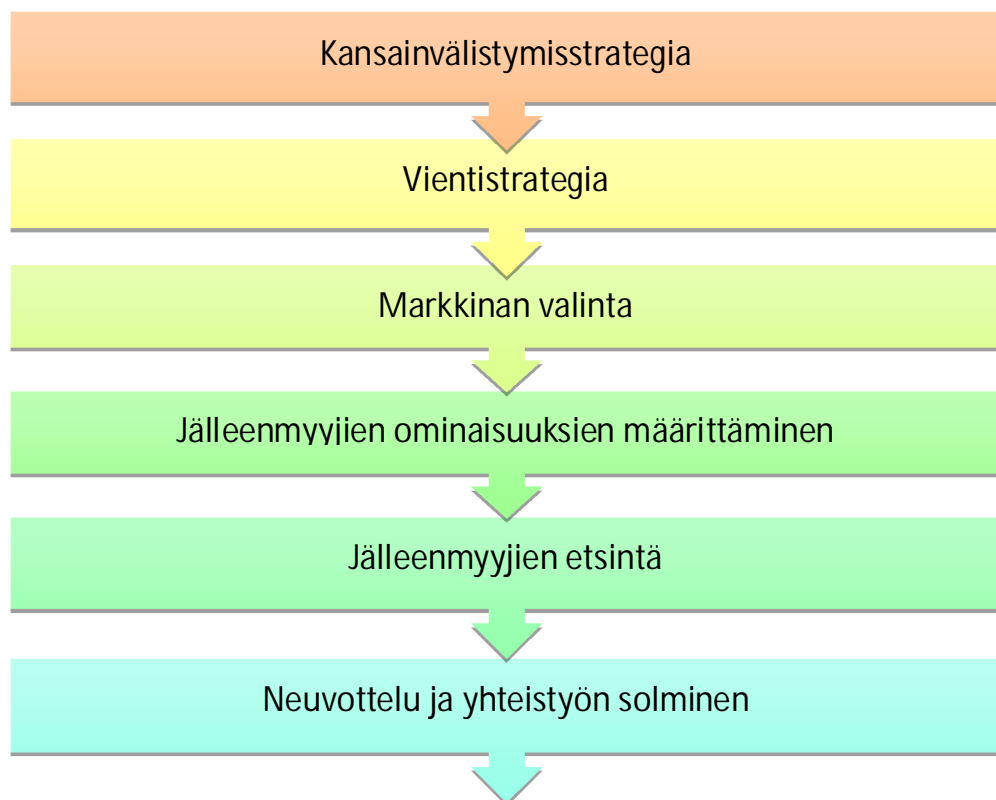 Kansainvälistymisstrategia
Vientistrategia
Markkinan valinta
Jälleenmyyjien ominaisuuksien määrittäminen
Jälleenmyyjien etsintä
Neuvottelu ja yhteistyön solminen